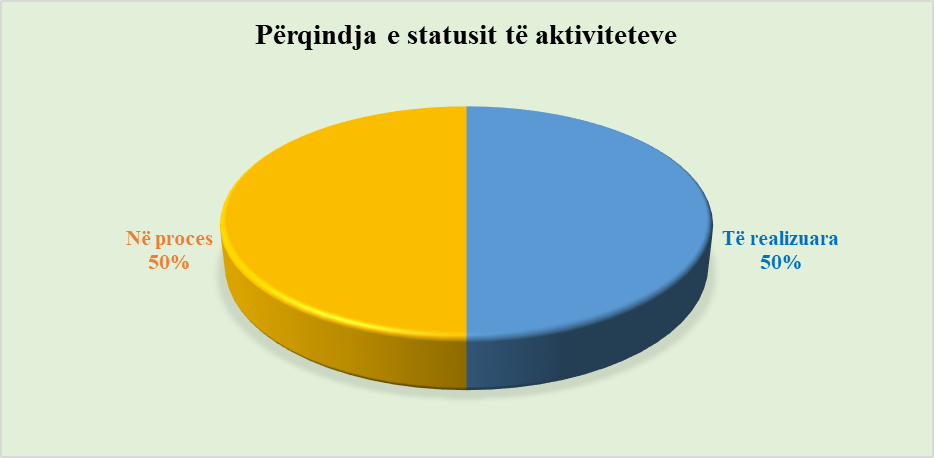 Përqindja e statusit të aktiviteteve
Në proces
50%
Të realizuara
50%